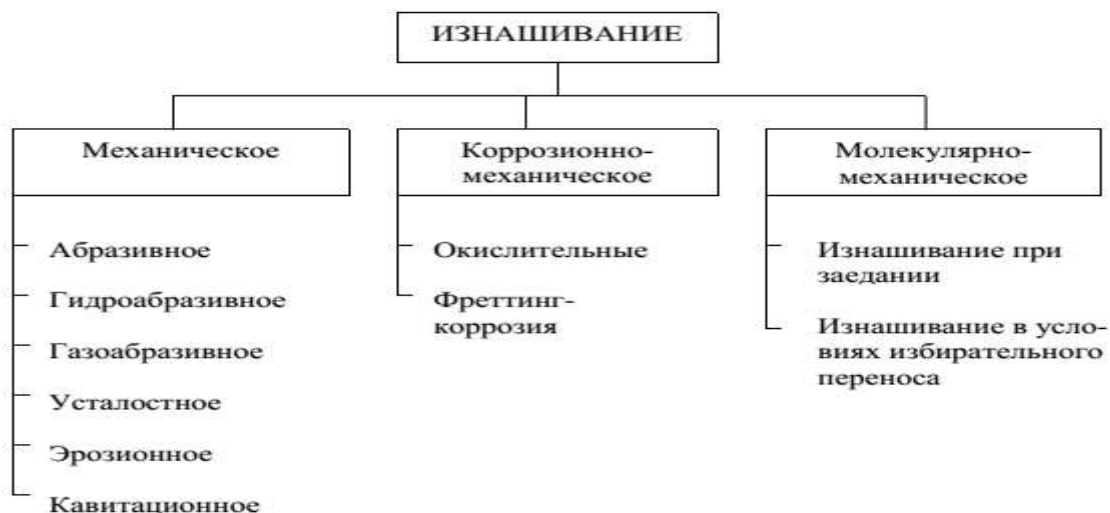 ИЗНАШИВАНИЕ
Механическое
Абразивное
Гидроабразивное
Газоабразивное
Усталостное
Эрозионное
Кавитационное
Коррозионно-
механическое
Окислительные
Фреттинг-
коррозия
Молекулярно-
механическое
Изнашивание при
заедании
Изнашивание в усло-
виях избирательного
переноса